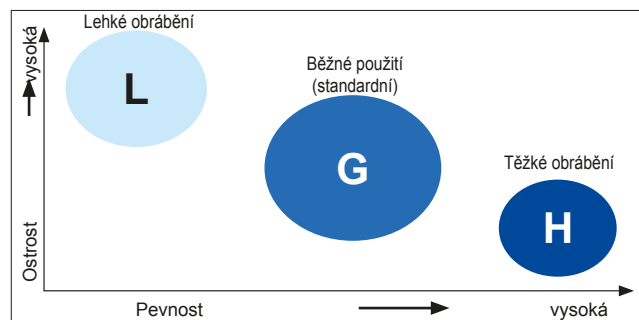 Lehké obrábění
L
Běžné použití
(standardní)
G
Těžké obrábění
H
Ostrost
vysoká
Pevnost
vysoká